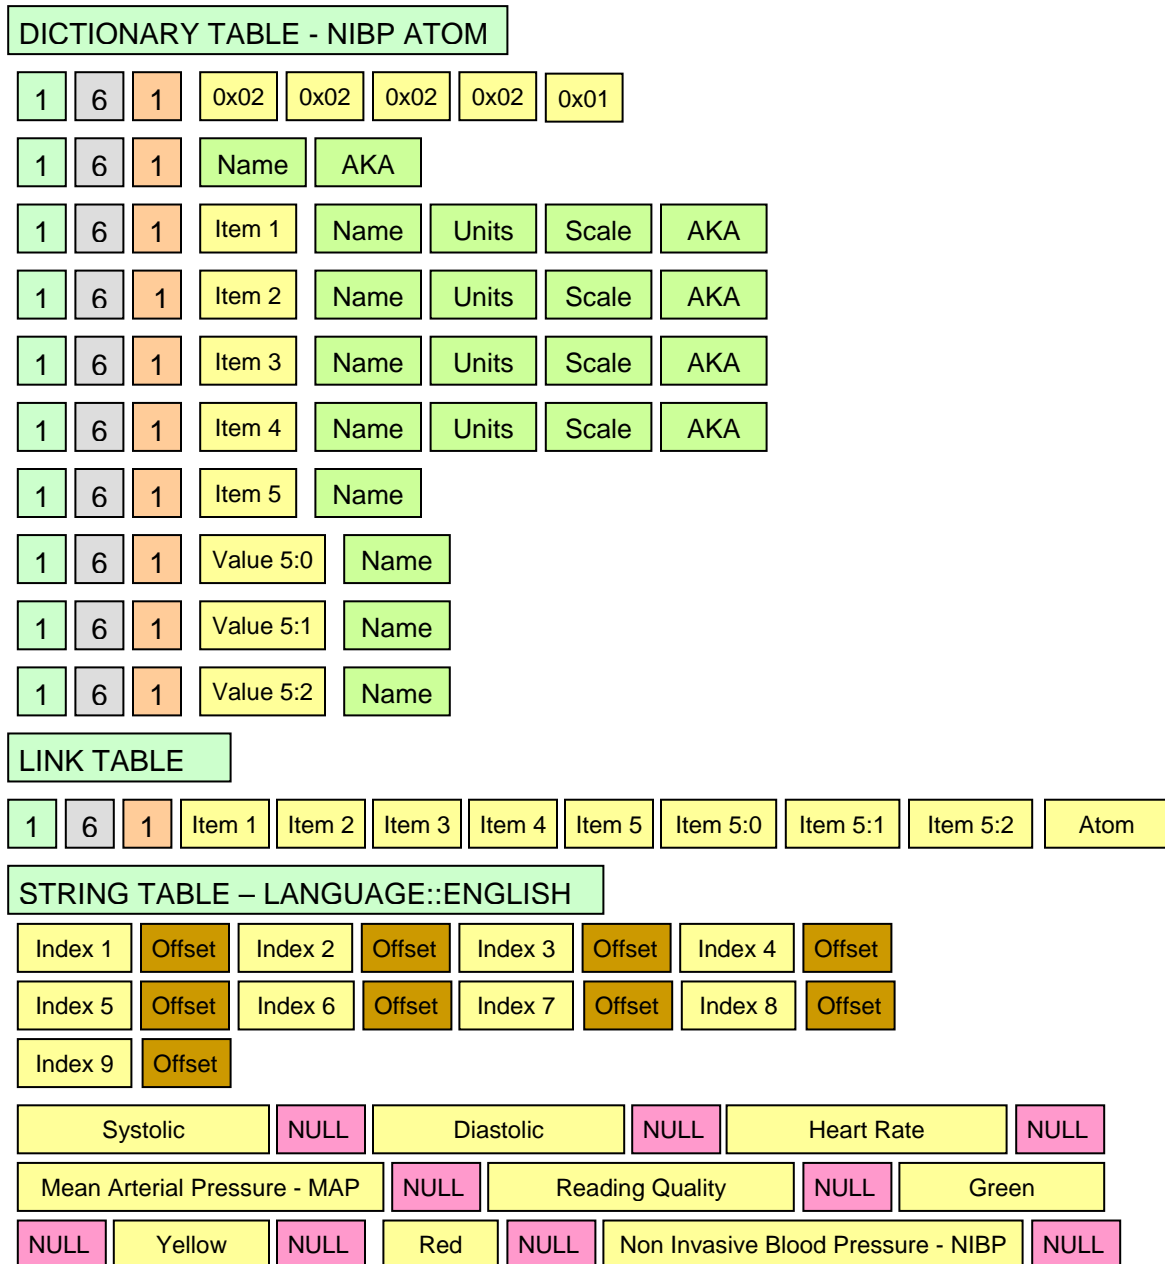 DICTIONARY TABLE - NIBP ATOM
1 6 1 0x02 0x02 0x02 0x02 0x01
1 6 1 Name AKA
1 6 1 Item 1 Name Units Scale AKA
1 6 1 Item 2 Name Units Scale AKA
1 6 1 Item 3 Name Units Scale AKA
1 6 1 Item 4 Name Units Scale AKA
1 6 1 Item 5 Name
1 6 1 Value 5:0 Name
1 6 1 Value 5:1 Name
1 6 1 Value 5:2 Name
LINK TABLE
1 6 1 Item 1 Item 2 Item 3 Item 4 Item 5 Item 5:0 Item 5:1 Item 5:2 Atom
STRING TABLE – LANGUAGE::ENGLISH
Index 1 Offset Index 2 Offset Index 3 Offset Index 4 Offset
Index 5 Offset Index 6 Offset Index 7 Offset Index 8 Offset
Index 9 Offset
Systolic NULL Diastolic NULL Heart Rate NULL
Mean Arterial Pressure - MAP NULL Reading Quality NULL Green
NULL Yellow NULL Red NULL Non Invasive Blood Pressure - NIBP NULL